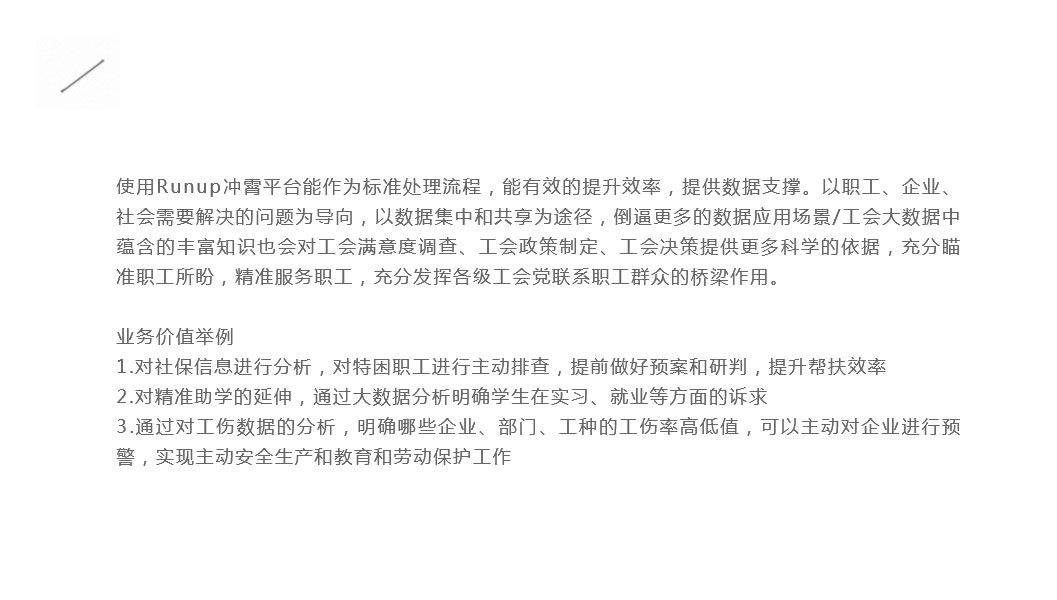 使用Runup冲霄平台能作为标准处理流程，能有效的提升效率，提供数据支撑。以职工、企业、
社会需要解决的问题为导向，以数据集中和共享为途径，倒逼更多的数据应用场景/工会大数据中
蕴含的丰富知识也会对工会满意度调查、工会政策制定、工会决策提供更多科学的依据，充分瞄
准职工所盼，精准服务职工，充分发挥各级工会党联系职工群众的桥梁作用。
业务价值举例
1.对社保信息进行分析，对特困职工进行主动排查，提前做好预案和研判，提升帮扶效率
2.对精准助学的延伸，通过大数据分析明确学生在实习、就业等方面的诉求
3.通过对工伤数据的分析，明确哪些企业、部门、工种的工伤率高低值，可以主动对企业进行预
警，实现主动安全生产和教育和劳动保护工作